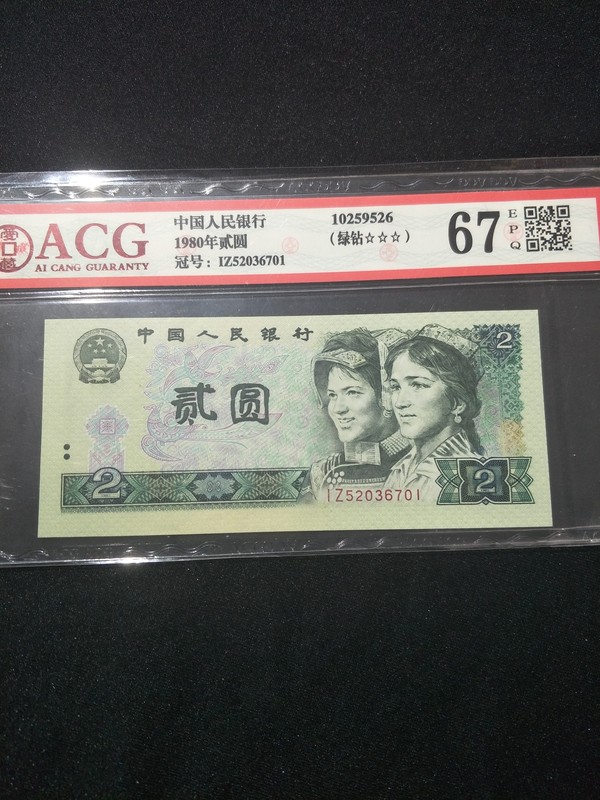 ACG
AI CANG GUARANTY
中国人民银行
1980年贰圆
冠号：IZ52036701
10259526
（绿钻☆☆☆）
67
E
P
Q
中国人民银行
2
贰圆
2
IZ52036701
2